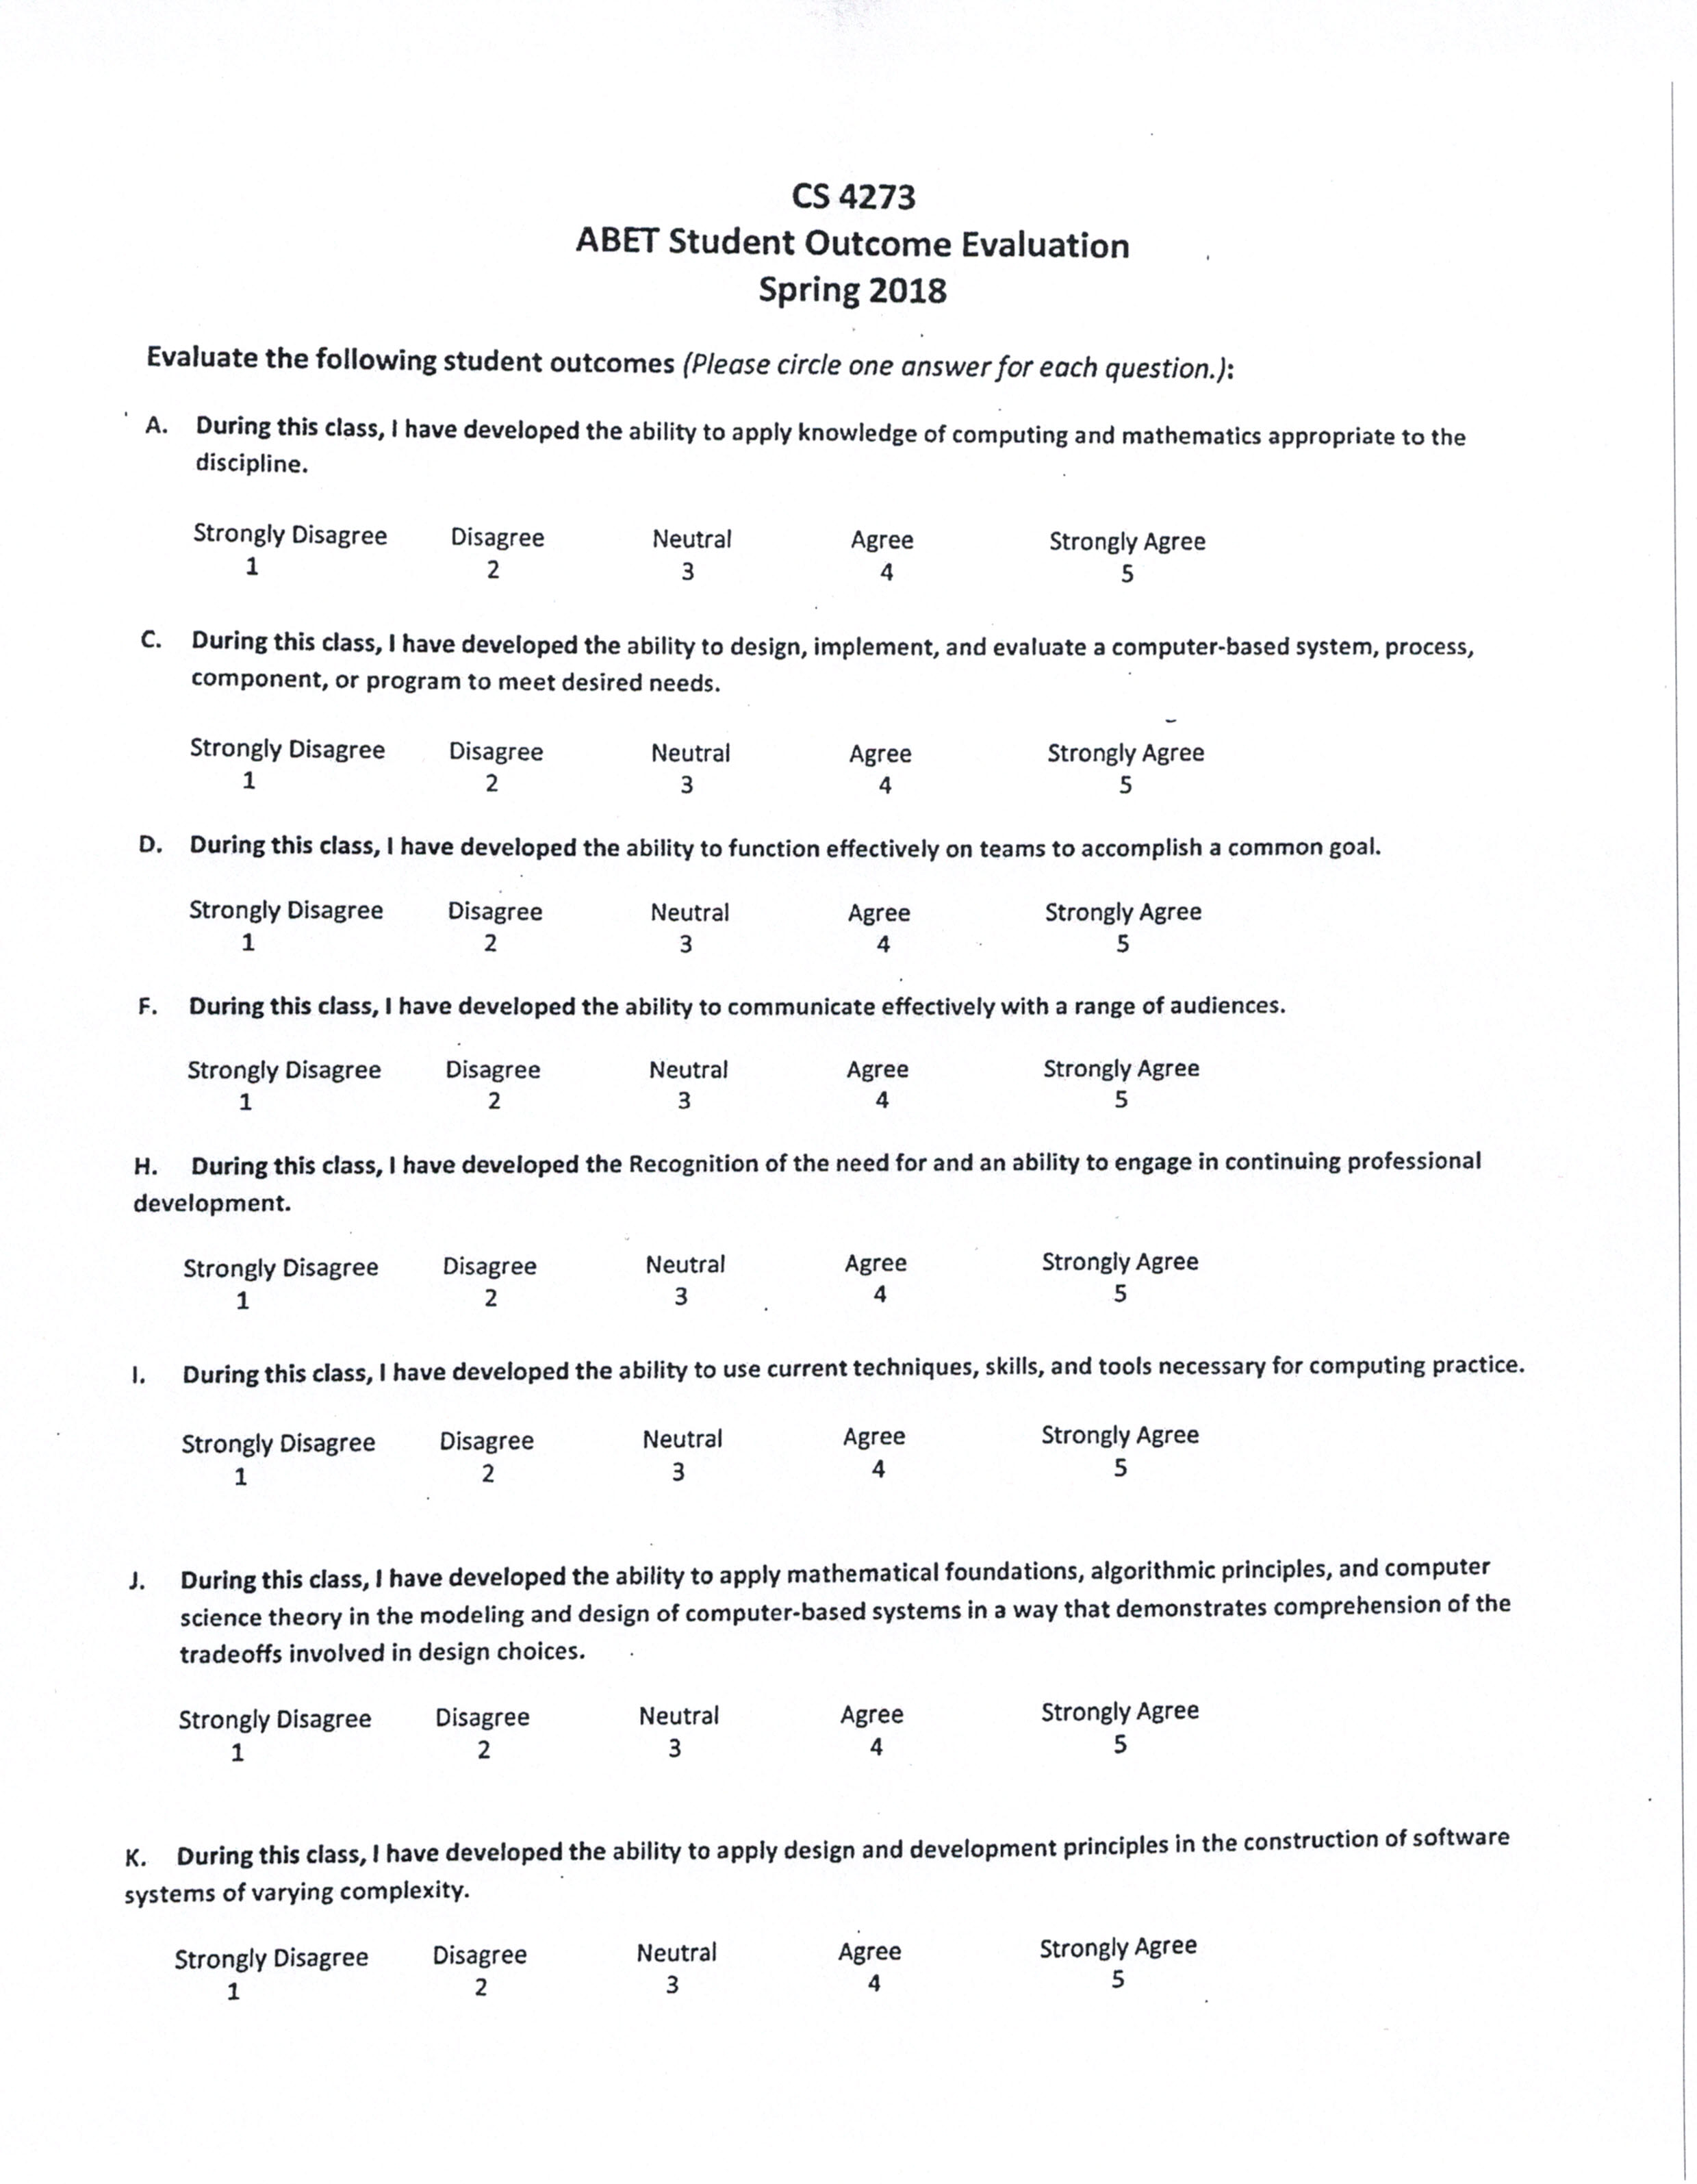 CS 4273
ABET Student Outcome Evaluation
Spring 2018
Evaluate the following student outcomes (Please circle one answer for each question.):
A. During this class, I have developed the ability to apply knowledge of computing and mathematics appropriate to the
discipline.
Strongly Disagree Disagree Neutral Agree Strongly Agree
1 2 3 4 5
C. During this class, I have developed the ability to design, implement, and evaluate a computer-based system, process,
component, or program to meet desired needs.
Strongly Disagree Disagree Neutral Agree Strongly Agree
1 2 3 4 5
D. During this class, I have developed the ability to function effectively on teams to accomplish a common goal.
Strongly Disagree Disagree Neutral Agree Strongly Agree
1 2 3 4 5
F. During this class, I have developed the ability to communicate effectively with a range of audiences.
Strongly Disagree Disagree Neutral Agree Strongly Agree
1 2 3 4 5
H. During this class, I have developed the Recognition of the need for and an ability to engage in continuing professional
development.
Strongly Disagree Disagree Neutral Agree Strongly Agree
1 2 3 4 5
I. During this class, I have developed the ability to use current techniques, skills, and tools necessary for computing practice.
Strongly Disagree Disagree Neutral Agree Strongly Agree
1 2 3 4 5
J. During this class, I have developed the ability to apply mathematical foundations, algorithmic principles, and computer
science theory in the modeling and design of computer-based systems in a way that demonstrates comprehension of the
tradeoffs involved in design choices.
Strongly Disagree Disagree Neutral Agree Strongly Agree
1 2 3 4 5
K. During this class, I have developed the ability to apply design and development principles in the construction of software
systems of varying complexity.
Strongly Disagree Disagree Neutral Agree Strongly Agree
1 2 3 4 5